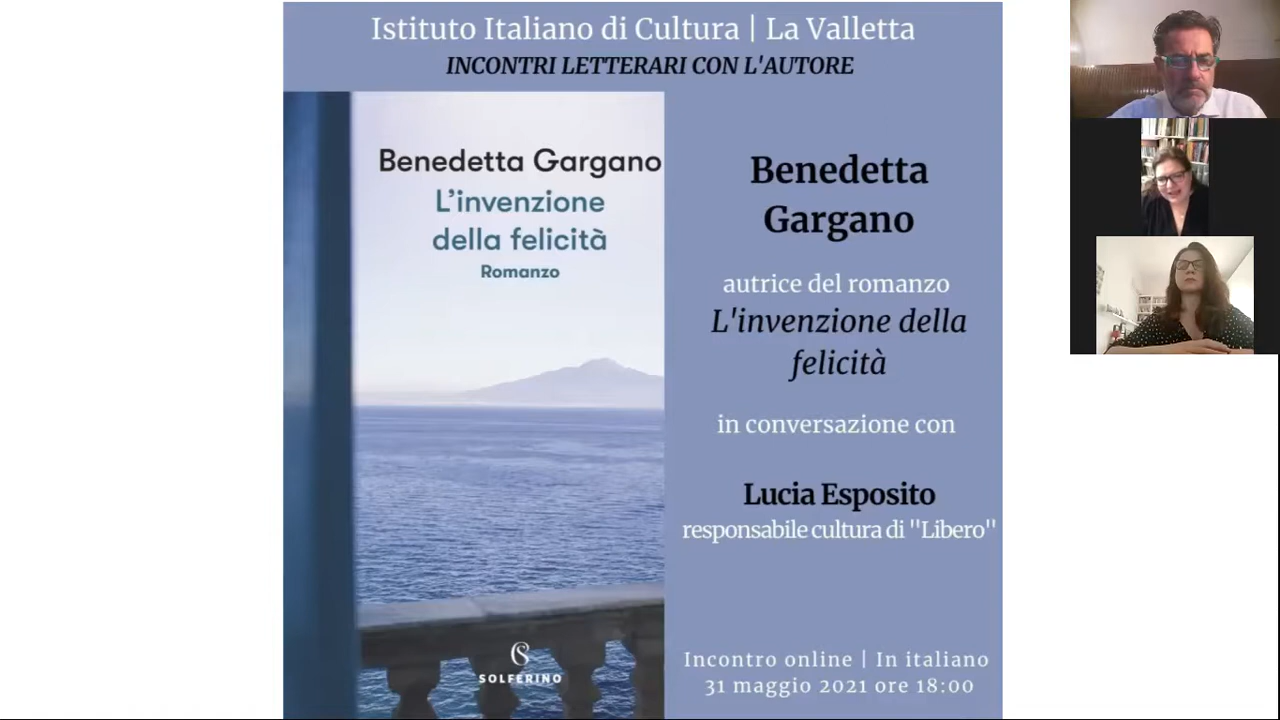 Istituto Italiano di Cultura | La Valletta
INCONTRI LETTERARI CON L'AUTORE
Benedetta Gargano
L'invenzione
della felicità
Romanzo
SOLFERINO
Benedetta
Gargano
autrice del romanzo
L'invenzione della
felicità
in conversazione con
Lucia Esposito
responsabile cultura di "Libero"
Incontro online | In italiano
31 maggio 2021 ore 18:00